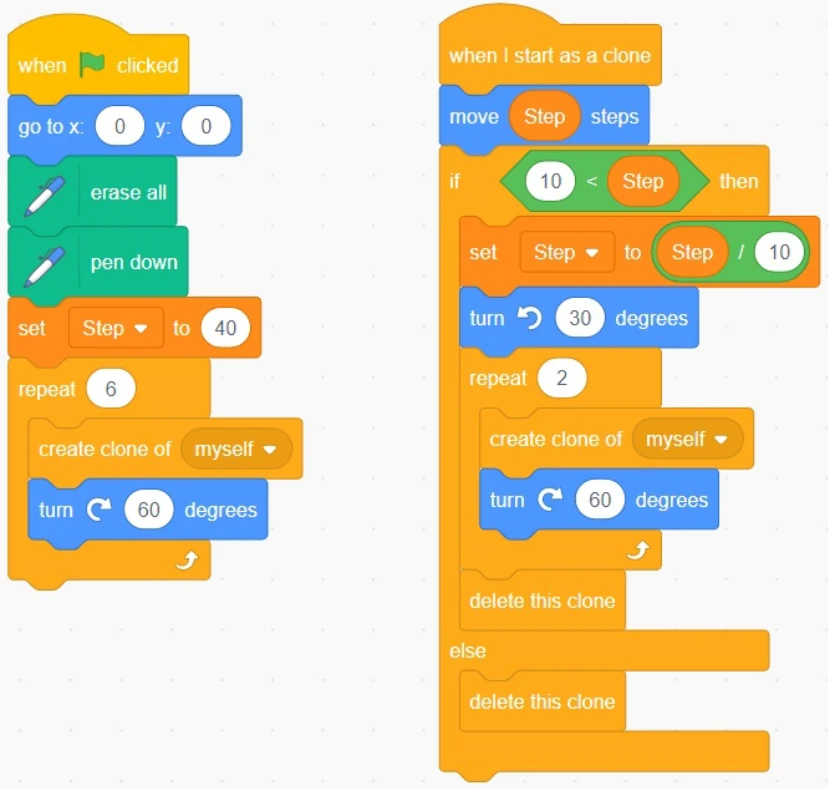 when clicked
go to x: 0 y: 0
erase all
pen down
set Step to 40
repeat 6
create clone of myself
turn 60 degrees
when I start as a clone
move Step steps
if 10 < Step then
set Step to Step / 10
turn 30 degrees
repeat 2
create clone of myself
turn 60 degrees
delete this clone
else
delete this clone